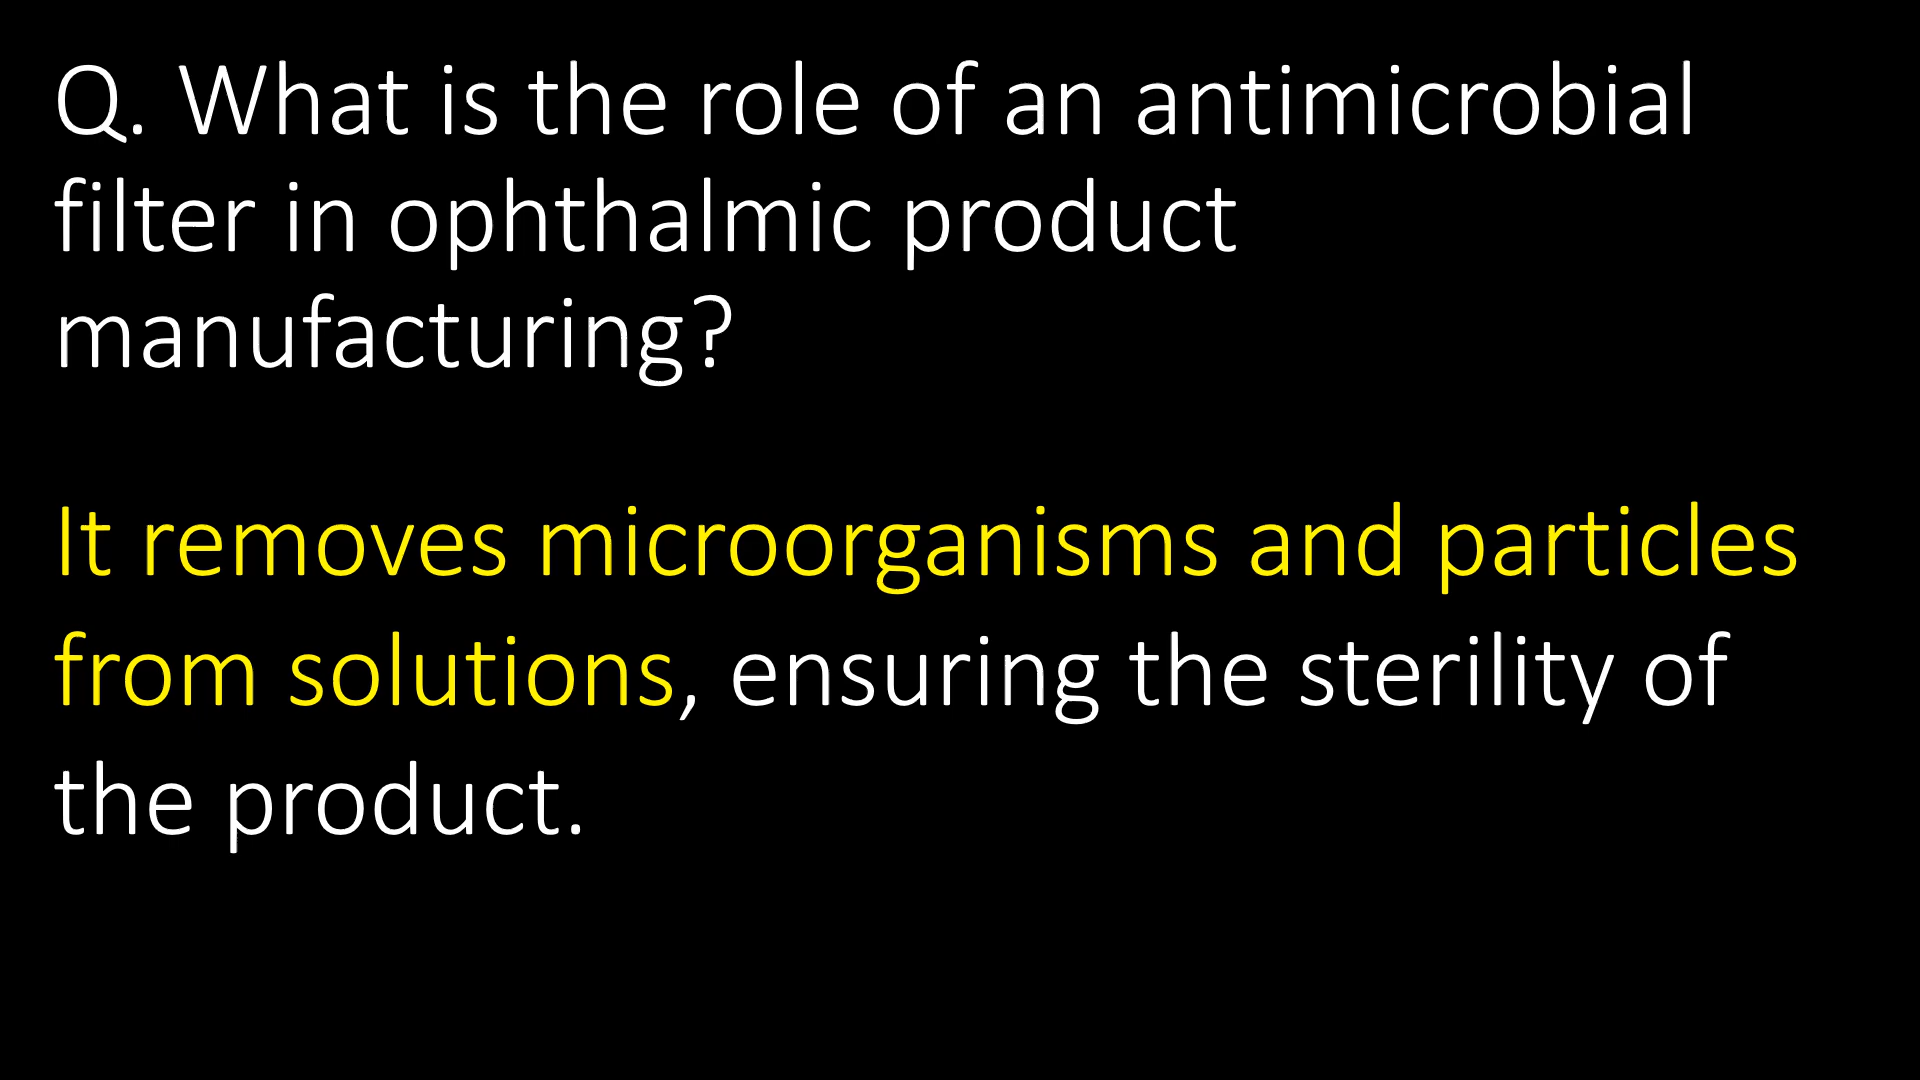 Q. What is the role of an antimicrobial
filter in ophthalmic product
manufacturing?
It removes microorganisms and particles
from solutions, ensuring the sterility of
the product.